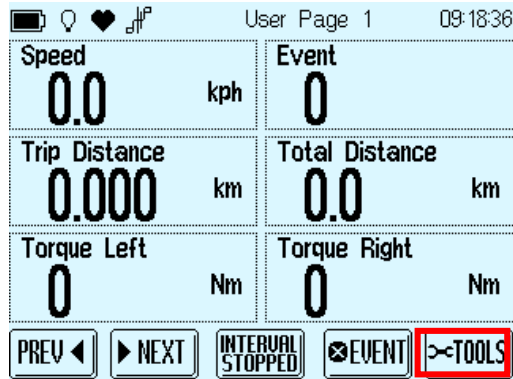 User Page 1 09:18:36
Speed Event
0.0 kph 0
Trip Distance Total Distance
0.000 km 0.0 km
Torque Left Torque Right
0 Nm 0 Nm
PREV NEXT INTERVAL STOPPED EVENT TOOLS